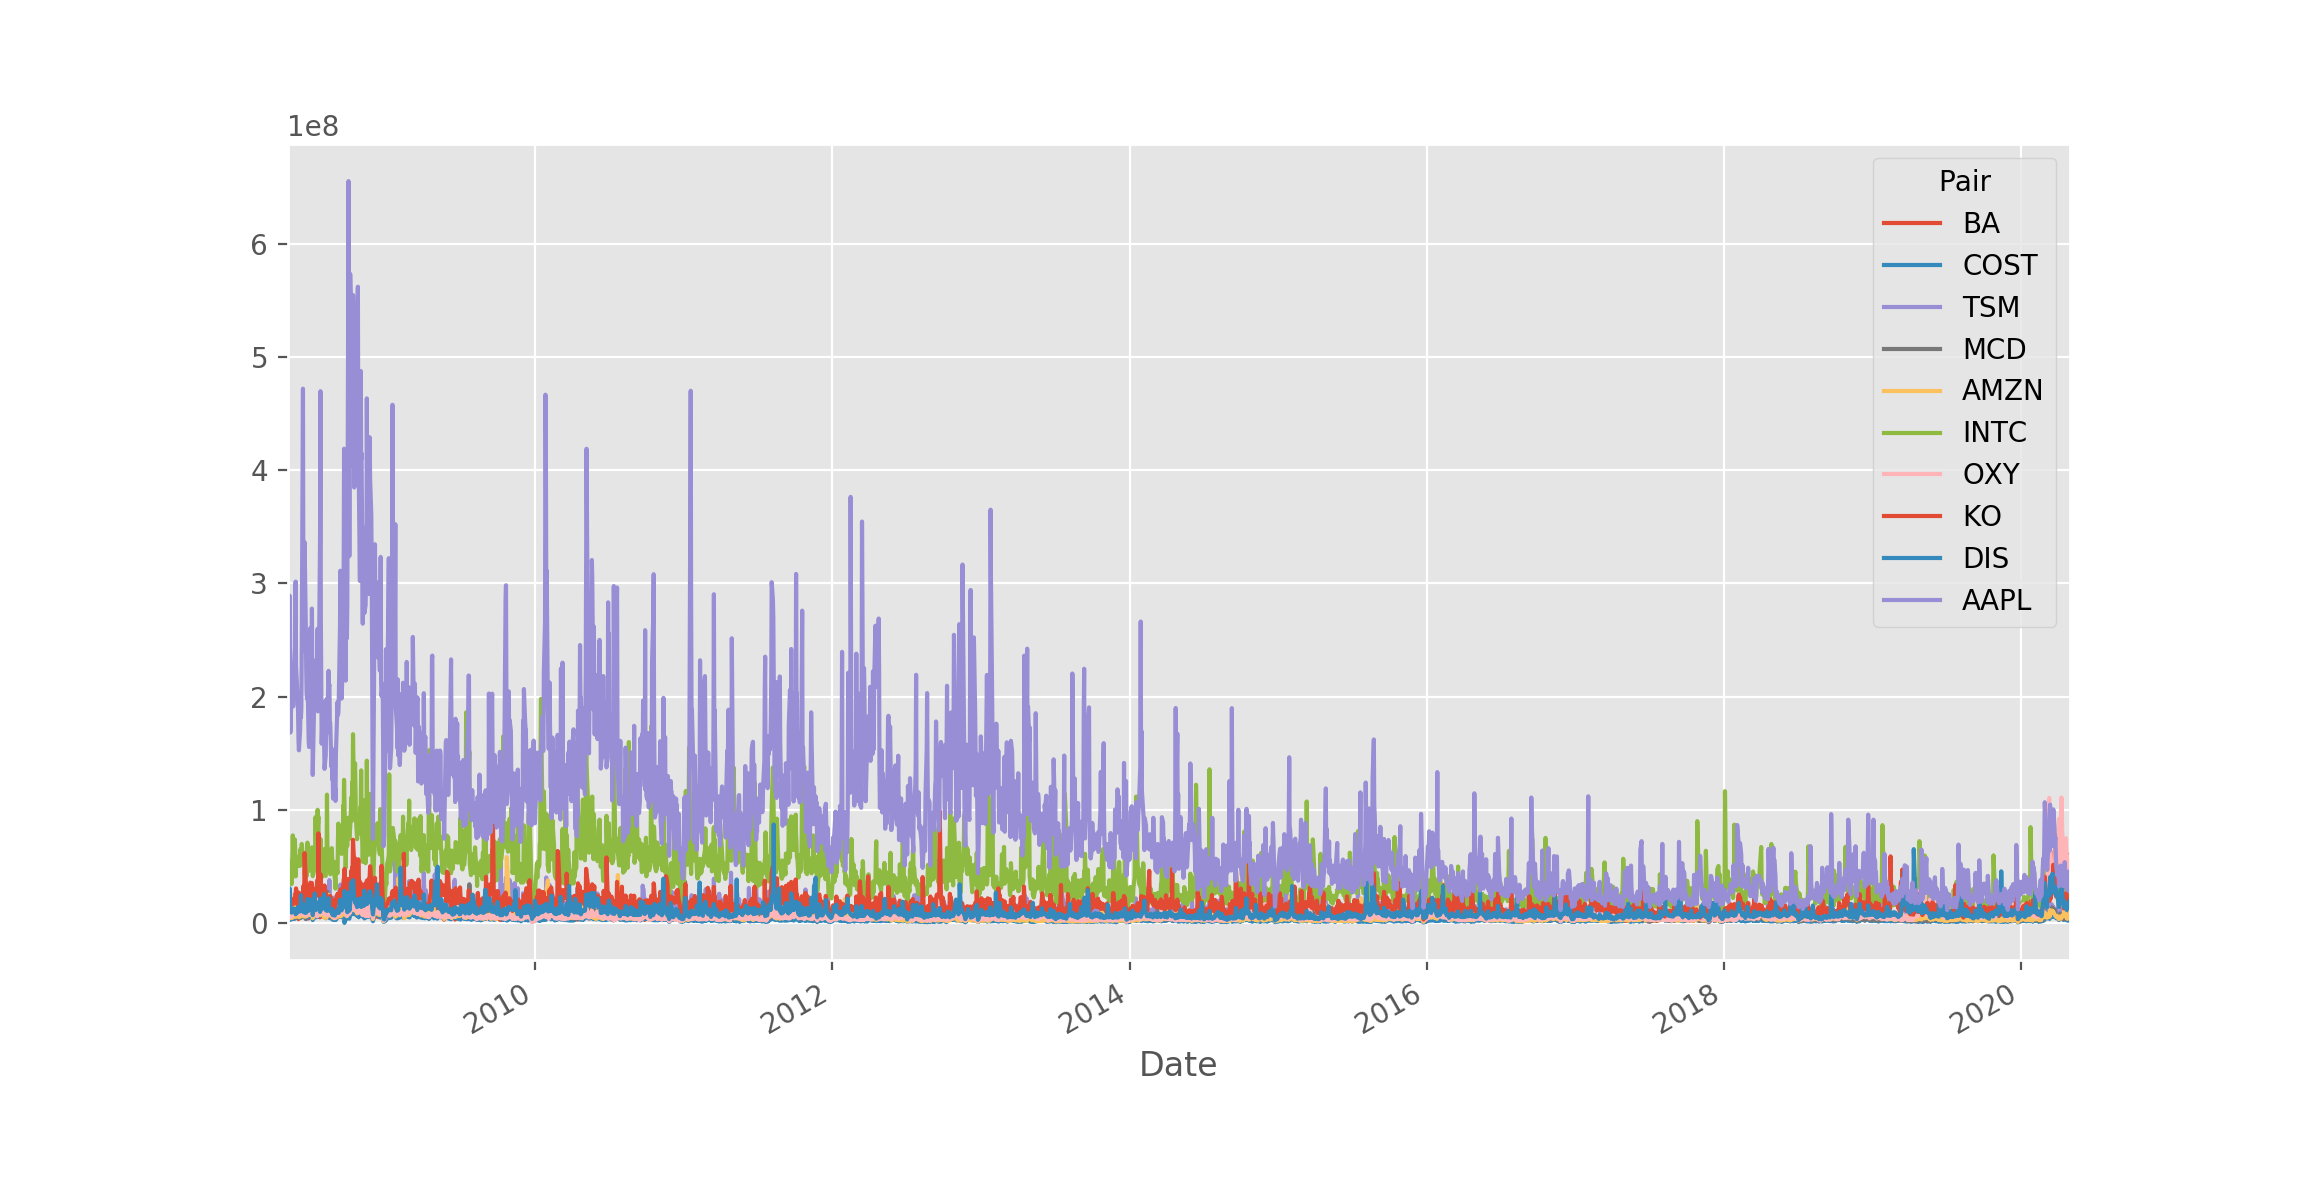 1e8
6
5
4
3
2
1
0
2010
2012
2014
2016
2018
2020
Date
Pair
BA
COST
TSM
MCD
AMZN
INTC
OXY
KO
DIS
AAPL